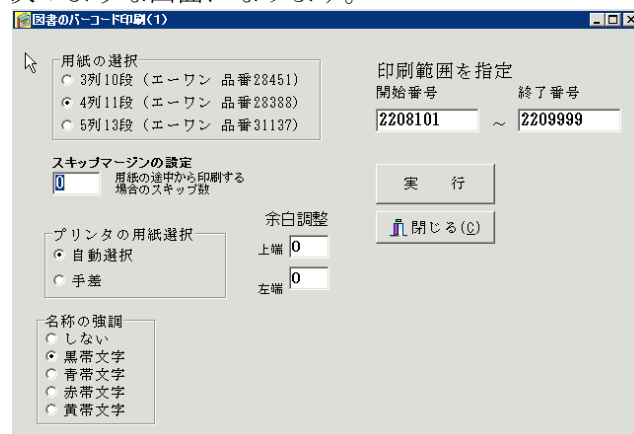 図書のバーコード印刷(1)
用紙の選択
3列10段（エーワン 品番28451）
4列11段（エーワン 品番28388）
5列13段（エーワン 品番31137）
印刷範囲を指定
開始番号 終了番号
2208101 ～ 2209999
スキップマージンの設定
0 用紙の途中から印刷する
場合のスキップ数
実 行
閉じる(C)
プリンタの用紙選択
自動選択
手差
余白調整
上端 0
左端 0
名称の強調
しない
黒帯文字
青帯文字
赤帯文字
黄帯文字